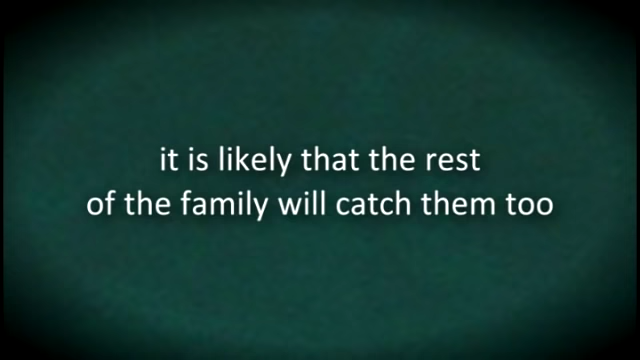 it is likely that the rest
of the family will catch them too